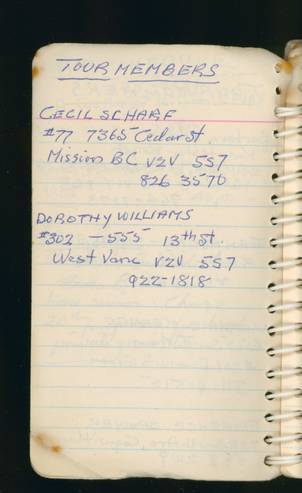 TOUR MEMBERS
CECIL SCHARF
#77 7365 Cedar St.
Mission BC V2V 5S7
826 3570
DOROTHY WILLIAMS
#302 - 555 13th St.
West Vanc V2V 5S7
922-1818